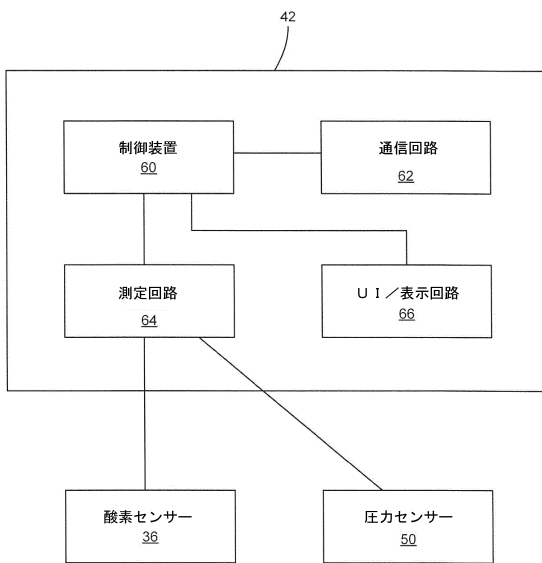 42
制御装置
60
通信回路
62
測定回路
64
UI/表示回路
66
酸素センサー
36
圧力センサー
50